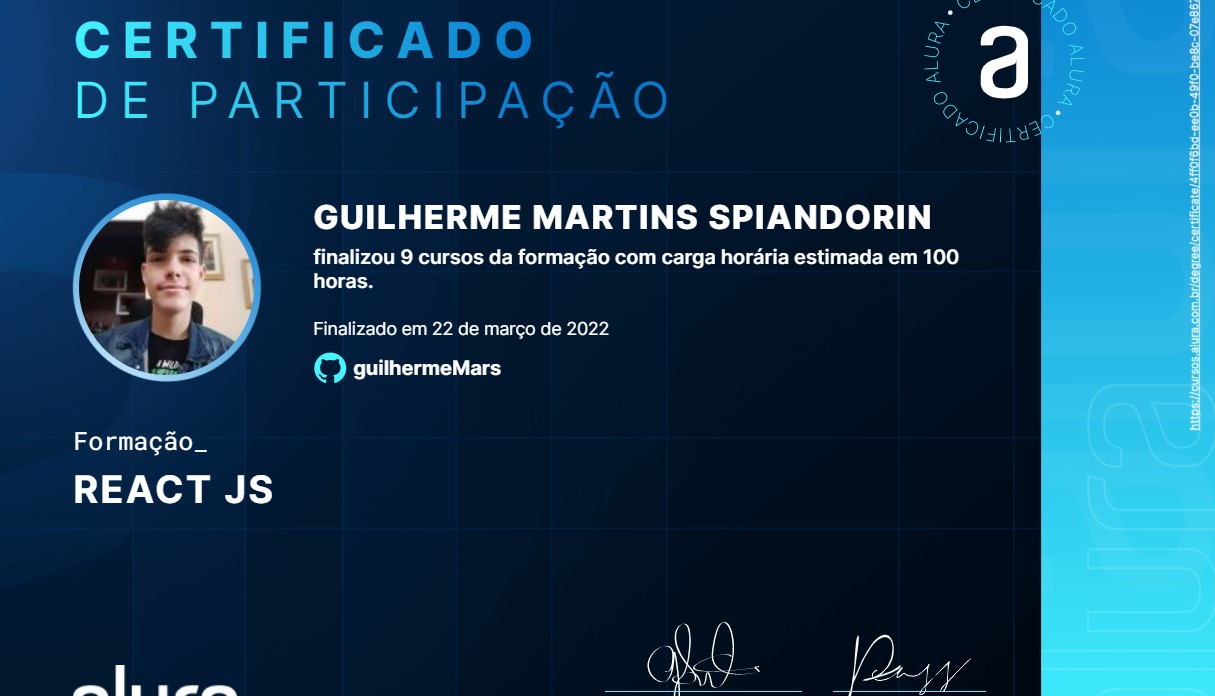 CERTIFICADO
DE PARTICIPAÇÃO
CERTIFICADO ALURA • CERTIFICADO ALURA •
a
GUILHERME MARTINS SPIANDORIN
finalizou 9 cursos da formação com carga horária estimada em 100
horas.
Finalizado em 22 de março de 2022
guilhermeMars
Formação_
REACT JS
alura
alura
https://cursos.alura.com.br/degree/certificate/4ff0f6bd-ee0b-49f0-be8c-07e867